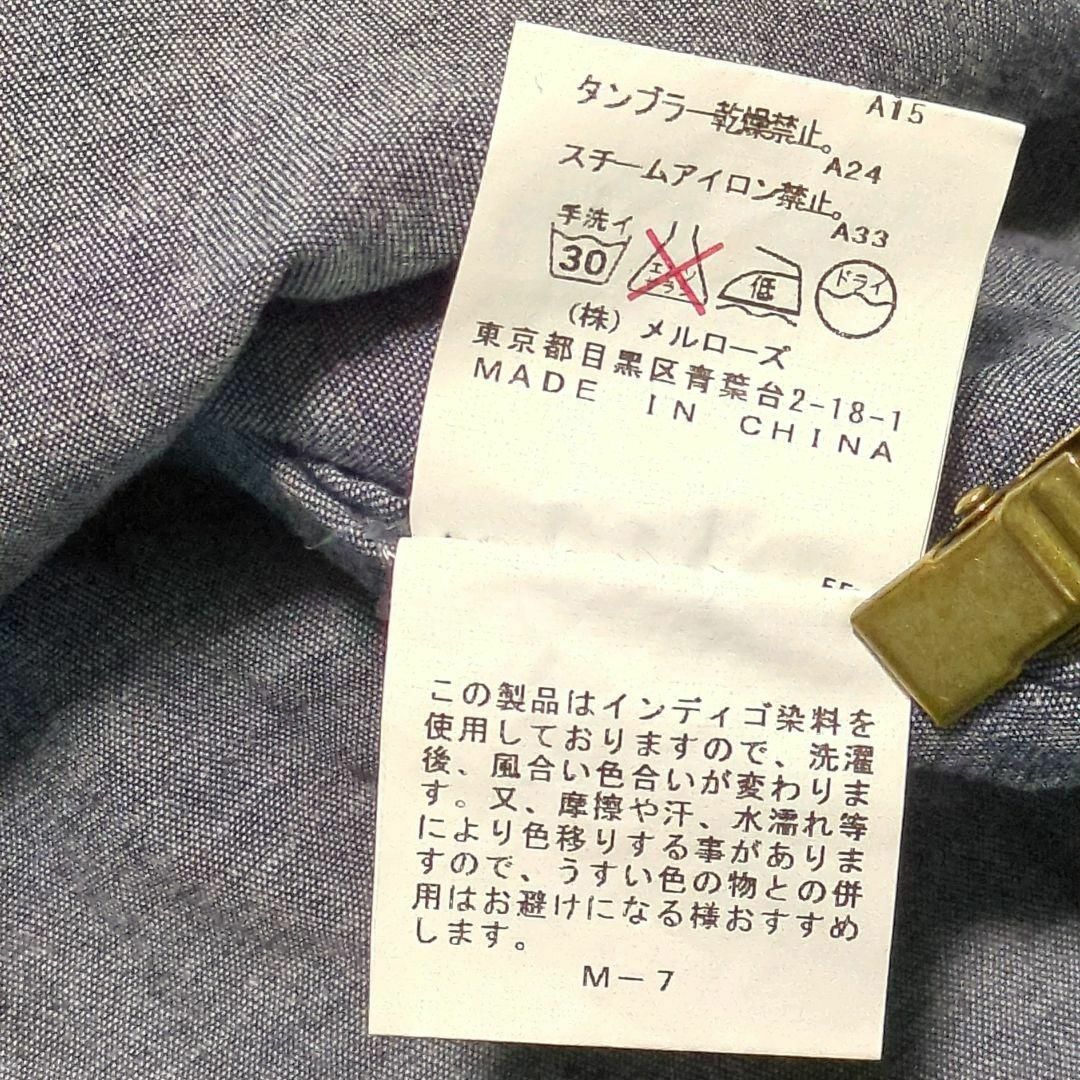 A15
タンブラー乾燥禁止。
A24
スチームアイロン禁止。
A33
手洗イ
30
エンソ
サラシ
低
ドライ
(株) メルローズ
東京都目黒区青葉台2-18-1
MADE IN CHINA
この製品はインディゴ染料を
使用しておりますので、洗濯
後、風合い色合いが変わりま
す。又、摩擦や汗、水濡れ等
により色移りする事がありま
すので、うすい色の物との併
用はお避けになる様おすすめ
します。
M-7